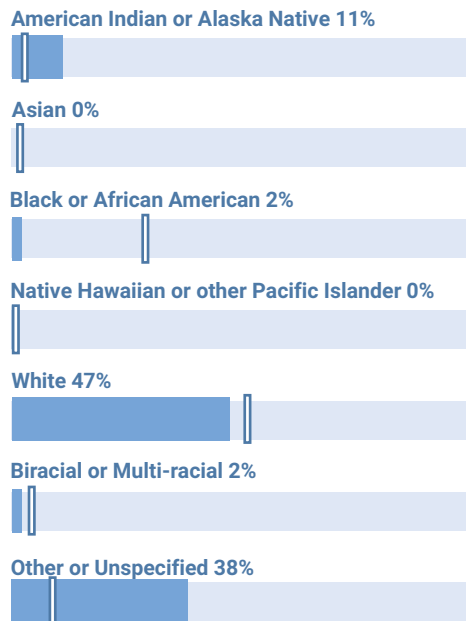 American Indian or Alaska Native 11%
Asian 0%
Black or African American 2%
Native Hawaiian or other Pacific Islander 0%
White 47%
Biracial or Multi-racial 2%
Other or Unspecified 38%